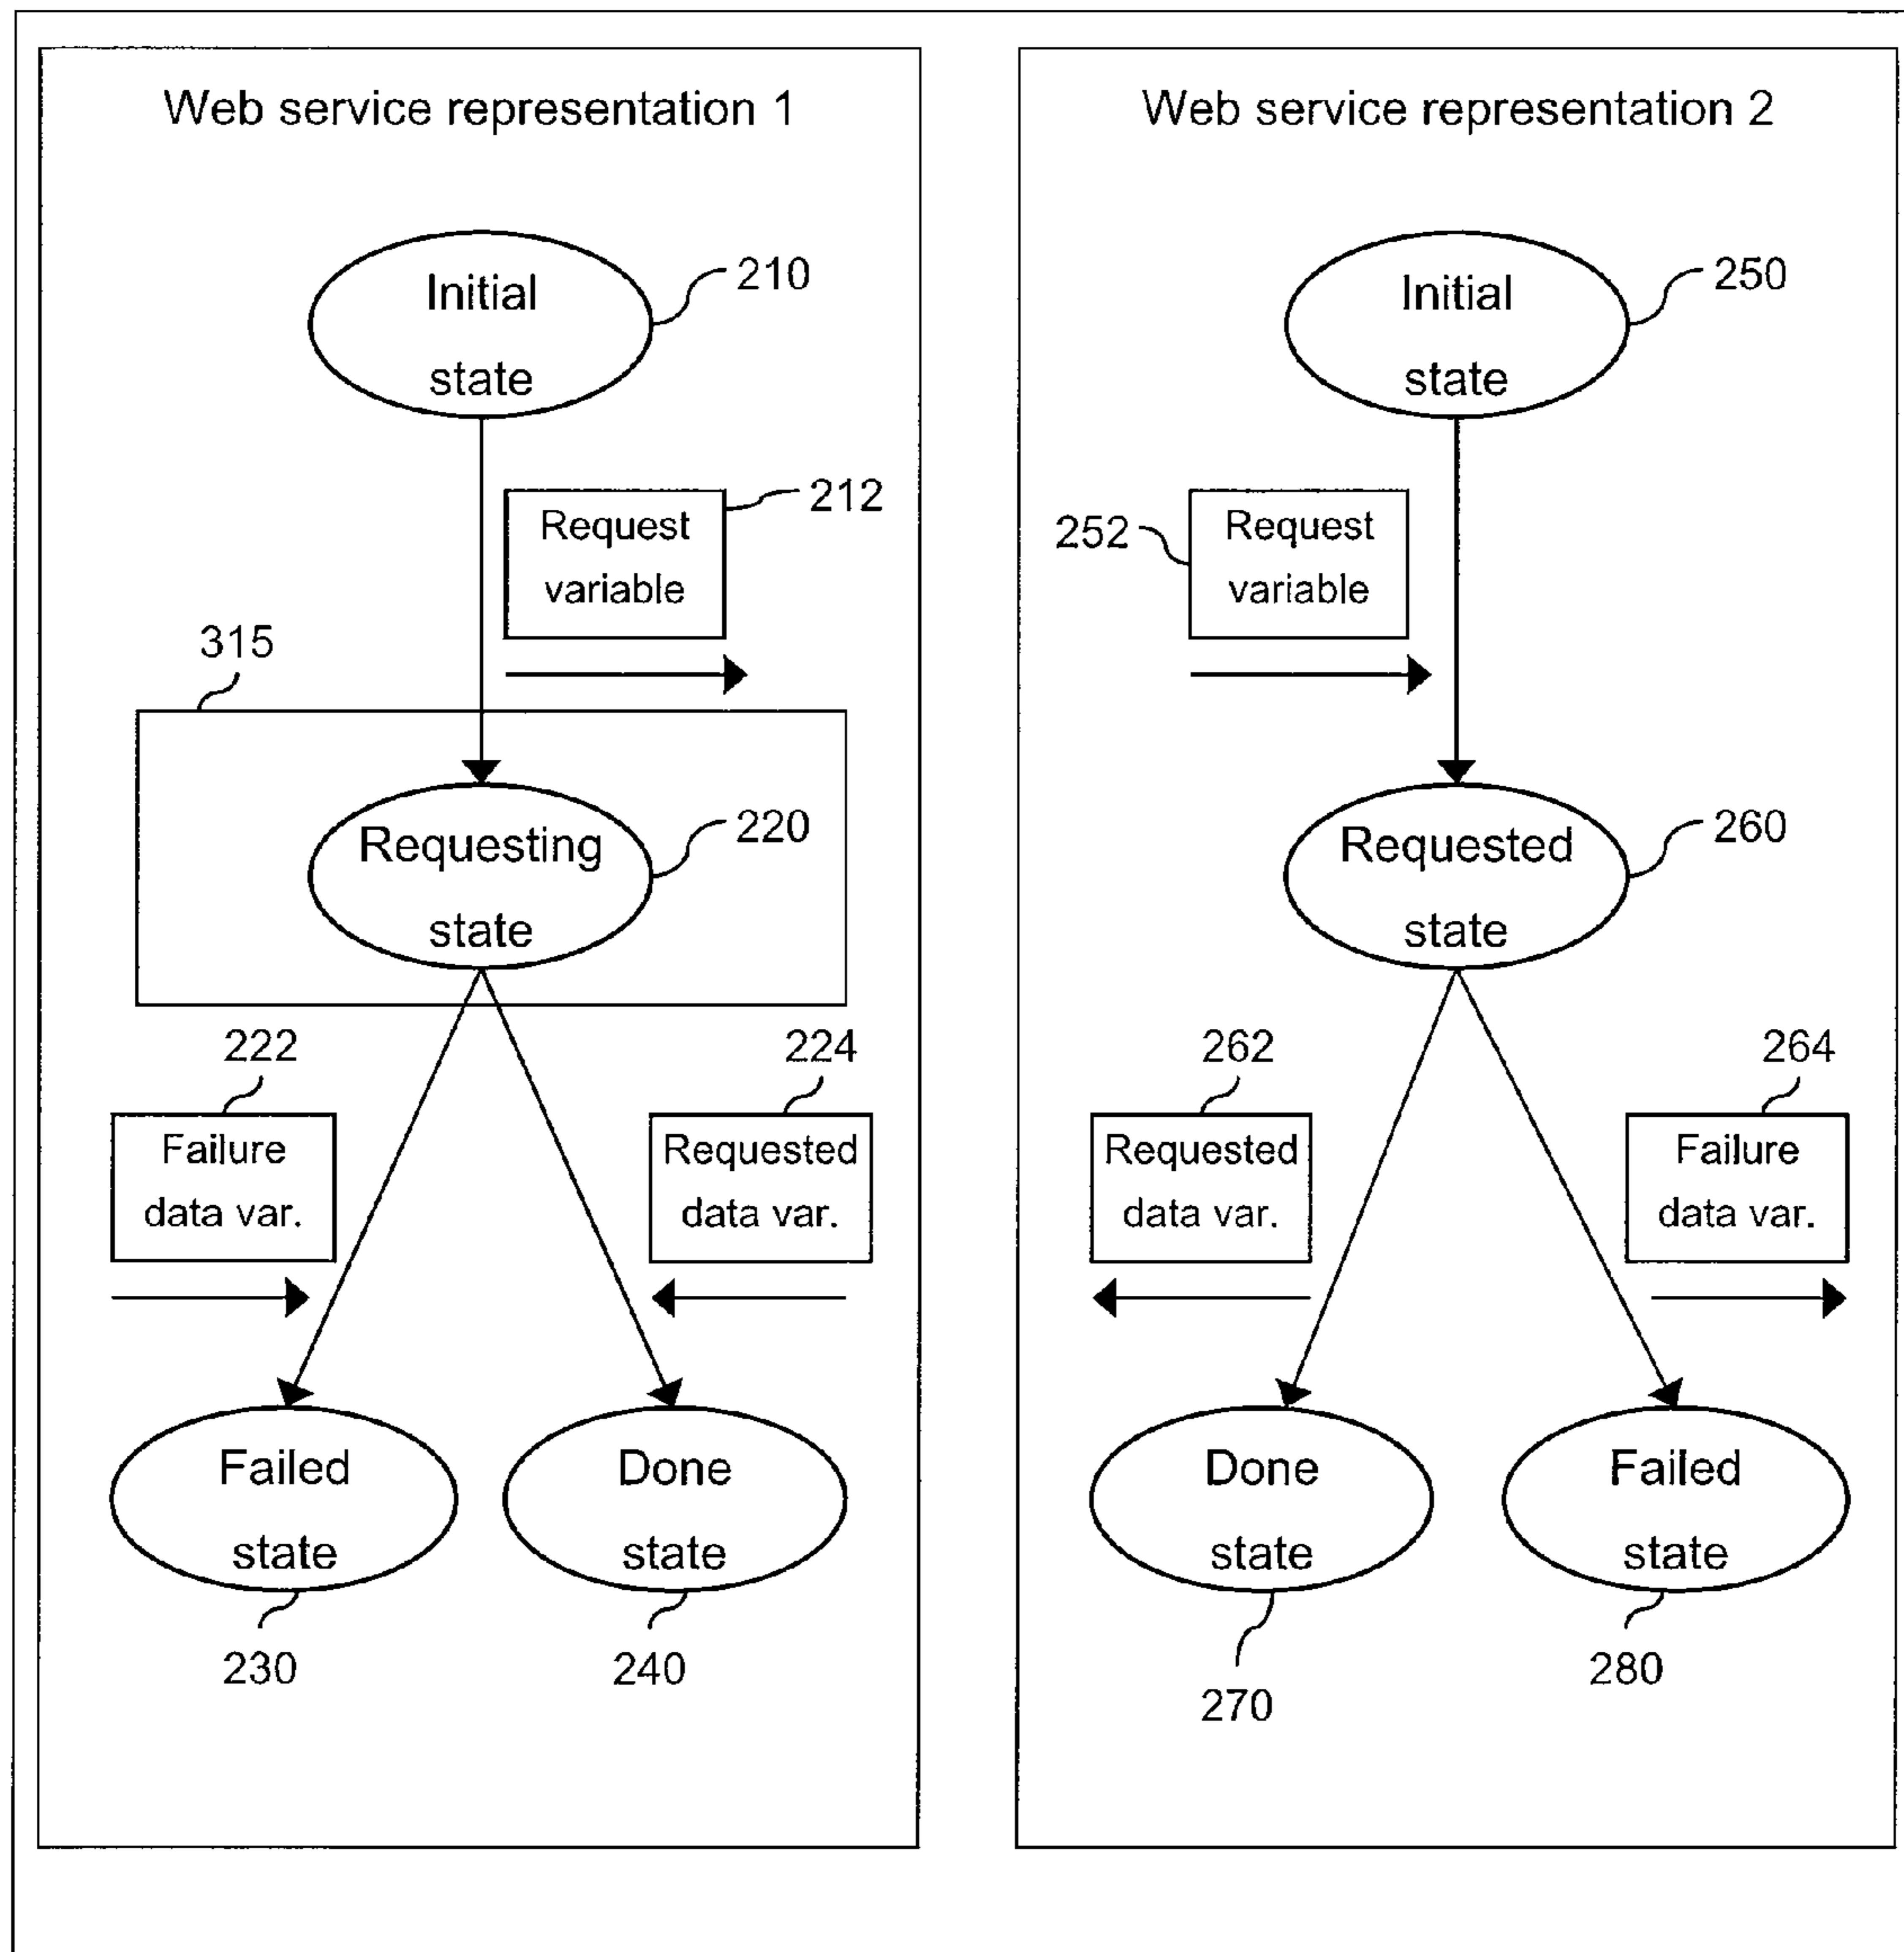 Web service representation 1
Initial
state
210
Request
variable
212
315
Requesting
state
220
222
Failure
data var.
224
Requested
data var.
Failed
state
230
Done
state
240
Web service representation 2
Initial
state
250
252
Request
variable
Requested
state
260
262
Requested
data var.
264
Failure
data var.
Done
state
270
Failed
state
280